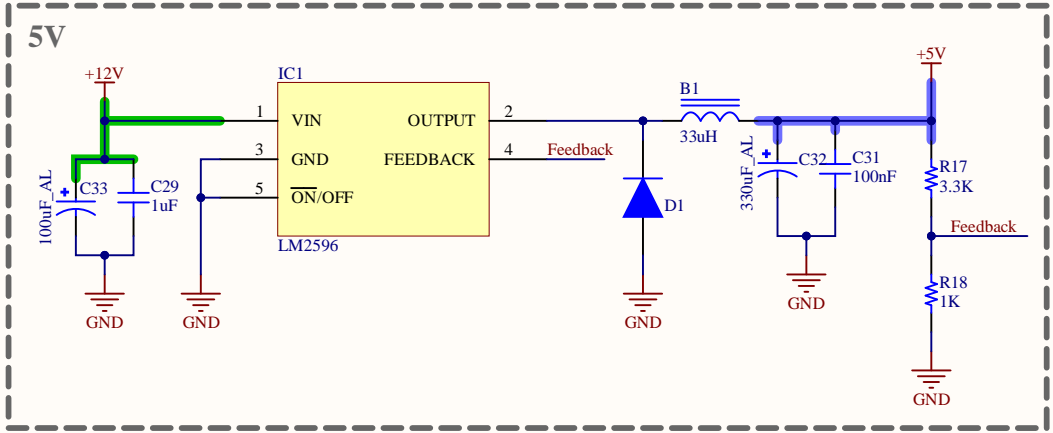 5V
+12V
IC1
1
VIN
OUTPUT
2
3
GND
FEEDBACK
4
Feedback
5
ON/OFF
LM2596
100uF_AL
+
C33
C29
1uF
GND
GND
B1
33uH
D1
GND
+5V
330uF_AL
+
C32
C31
100nF
GND
R17
3.3K
Feedback
R18
1K
GND